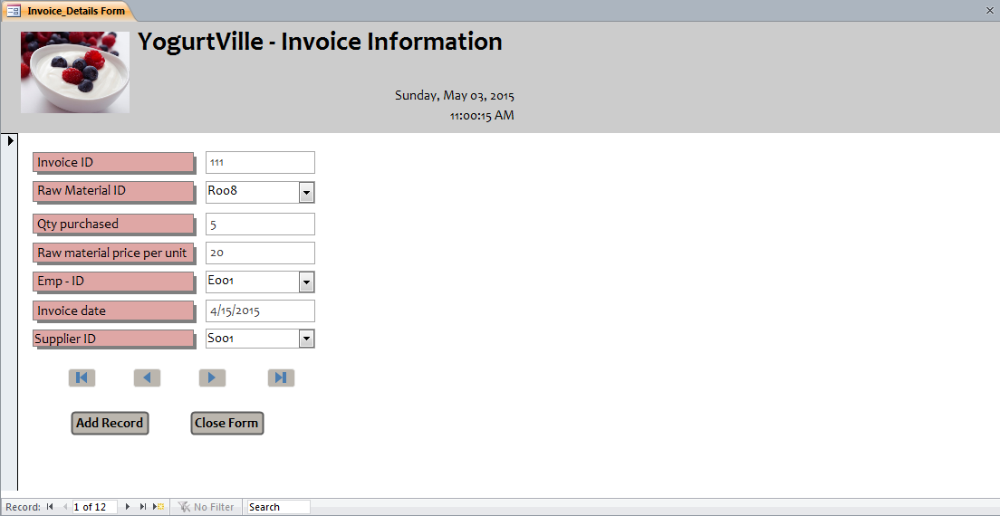 Invoice_Details Form
YogurtVille - Invoice Information
Sunday, May 03, 2015
11:00:15 AM
Invoice ID 111
Raw Material ID R008
Qty purchased 5
Raw material price per unit 20
Emp - ID E001
Invoice date 4/15/2015
Supplier ID S001
Add Record Close Form
Record: 1 of 12 No Filter Search